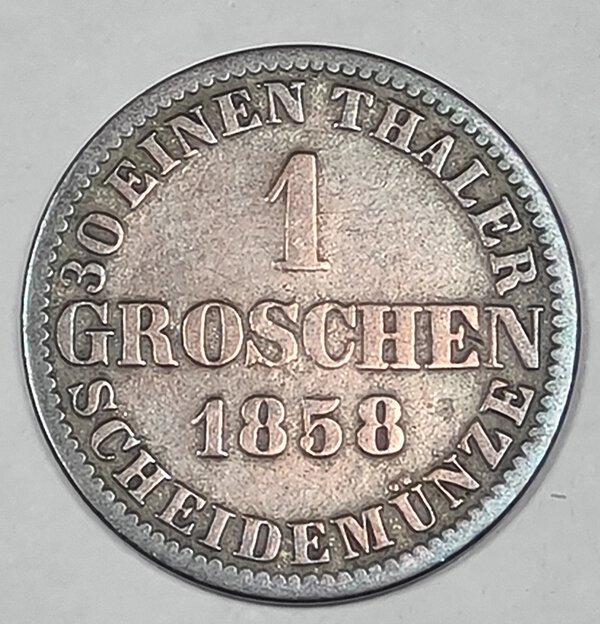 30 EINEN THALER
1
GROSCHEN
1858
SCHEIDEMÜNZE